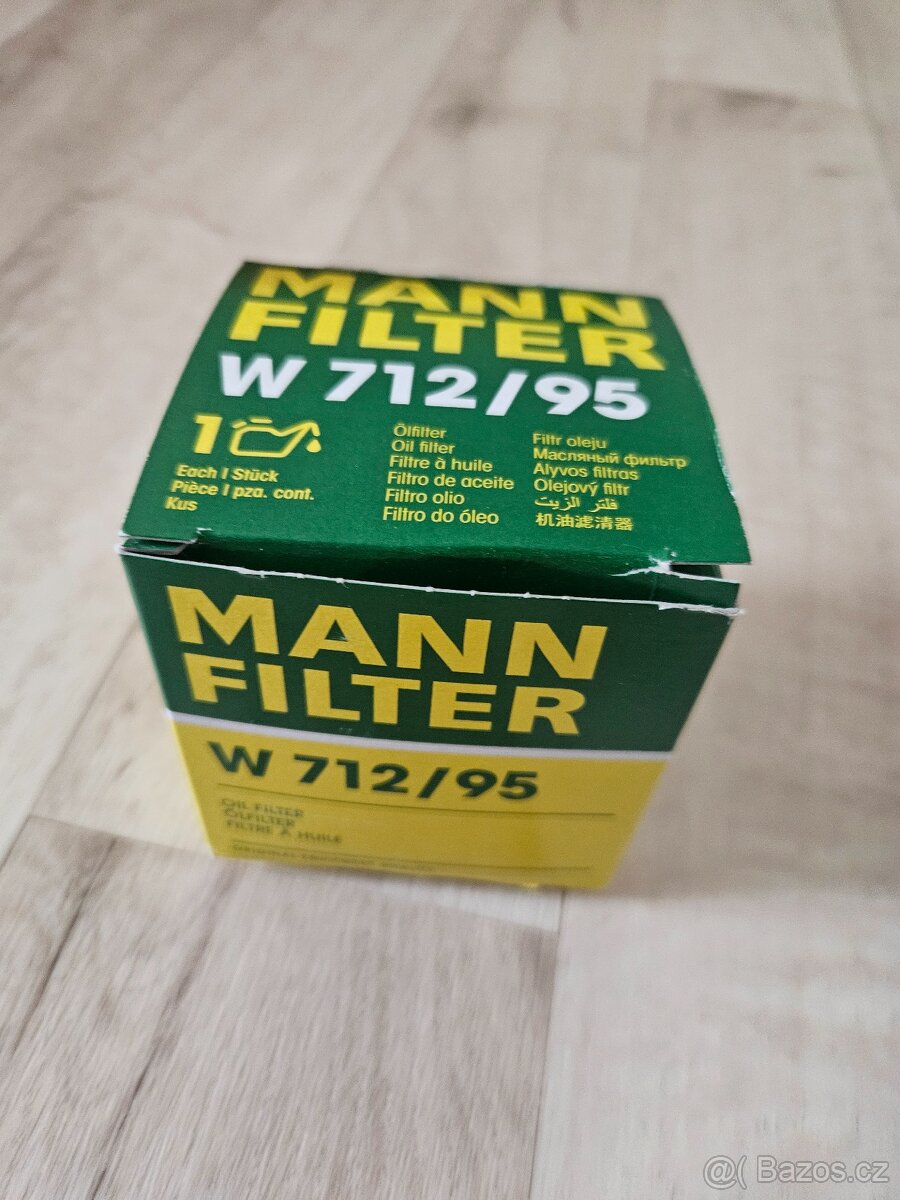 MANN
FILTER
W 712/95
1
Each / Stück
Pièce / pza. cont.
Kus
Ölfilter
Oil filter
Filtre à huile
Filtro de aceite
Filtro olio
Filtro do óleo
Filtr oleju
Масляный фильтр
Alyvos filtras
Olejový filtr
فلتر الزيت
机油滤清器
MANN
FILTER
W 712/95
OIL FILTER
ÖLFILTER
FILTRE À HUILE
@( Bazos.cz